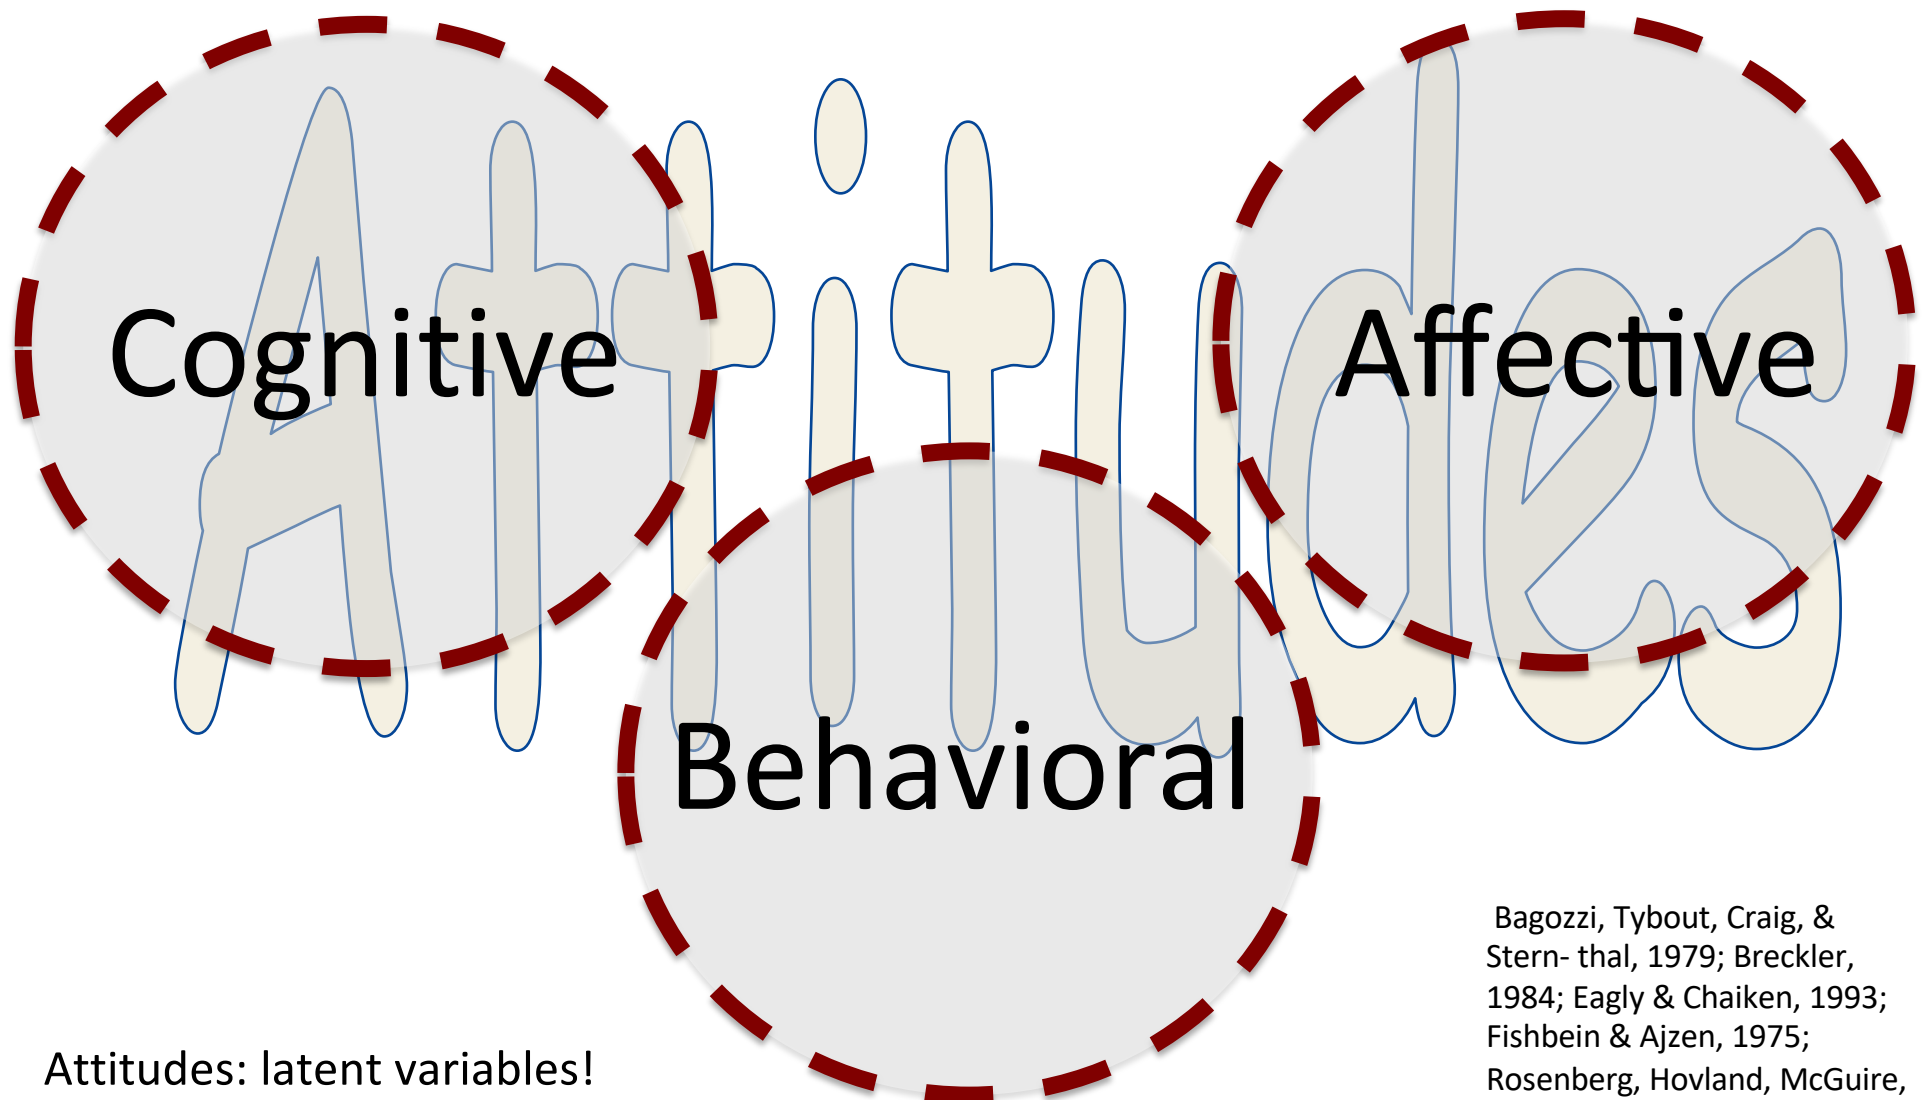 Attitudes
Cognitive
Affective
Behavioral
Bagozzi, Tybout, Craig, &
Stern- thal, 1979; Breckler,
1984; Eagly & Chaiken, 1993;
Fishbein & Ajzen, 1975;
Rosenberg, Hovland, McGuire,
Attitudes: latent variables!